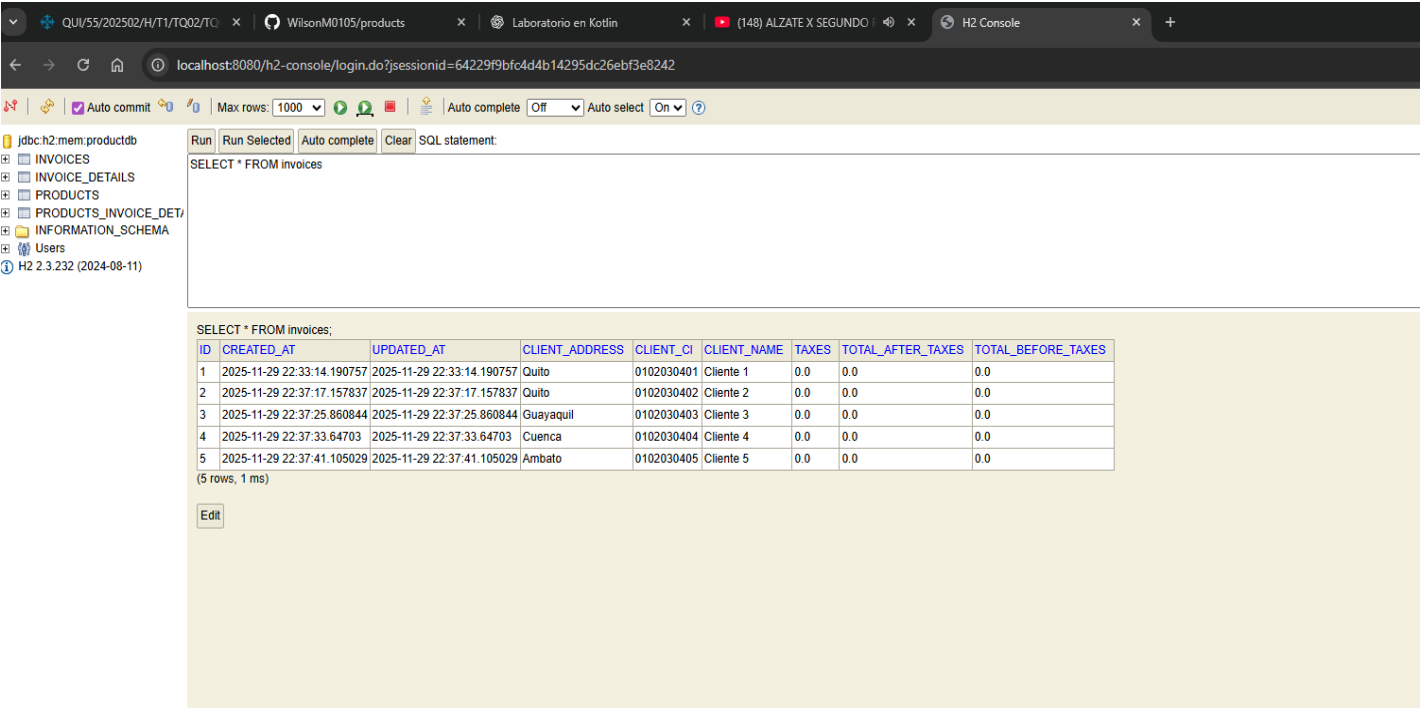 QUI/55/202502/H/T1/TQ02/TQ
WilsonM0105/products
Laboratorio en Kotlin
(148) ALZATE X SEGUNDO
H2 Console
localhost:8080/h2-console/login.do?jsessionid=64229f9bfc4d4b14295dc26ebf3e8242
Auto commit Max rows: 1000 Auto complete Off Auto select On
jdbc:h2:mem:productdb
INVOICES
INVOICE_DETAILS
PRODUCTS
PRODUCTS_INVOICE_DETA
INFORMATION_SCHEMA
Users
H2 2.3.232 (2024-08-11)
Run Run Selected Auto complete Clear SQL statement:
SELECT * FROM invoices
SELECT * FROM invoices;
ID CREATED_AT UPDATED_AT CLIENT_ADDRESS CLIENT_CI CLIENT_NAME TAXES TOTAL_AFTER_TAXES TOTAL_BEFORE_TAXES
1 2025-11-29 22:33:14.190757 2025-11-29 22:33:14.190757 Quito 0102030401 Cliente 1 0.0 0.0 0.0
2 2025-11-29 22:37:17.157837 2025-11-29 22:37:17.157837 Quito 0102030402 Cliente 2 0.0 0.0 0.0
3 2025-11-29 22:37:25.860844 2025-11-29 22:37:25.860844 Guayaquil 0102030403 Cliente 3 0.0 0.0 0.0
4 2025-11-29 22:37:33.64703 2025-11-29 22:37:33.64703 Cuenca 0102030404 Cliente 4 0.0 0.0 0.0
5 2025-11-29 22:37:41.105029 2025-11-29 22:37:41.105029 Ambato 0102030405 Cliente 5 0.0 0.0 0.0
(5 rows, 1 ms)
Edit